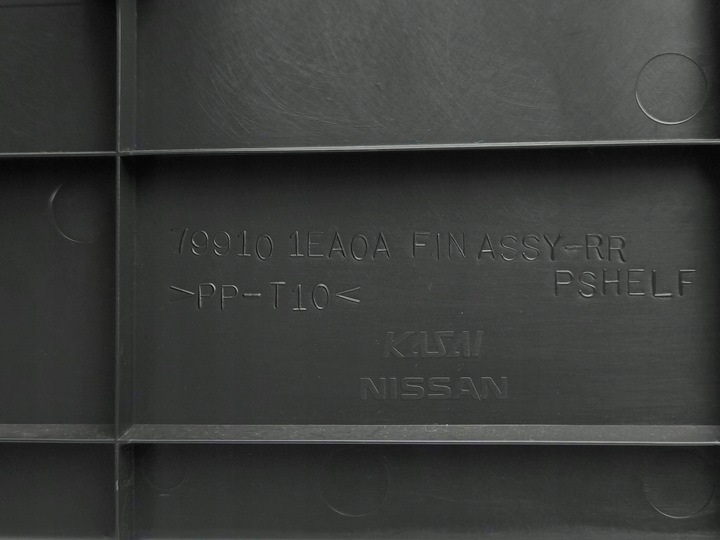 79910 1EA0A FIN ASSY-RR
PSHELF
>PP-T10<
KASAI
NISSAN